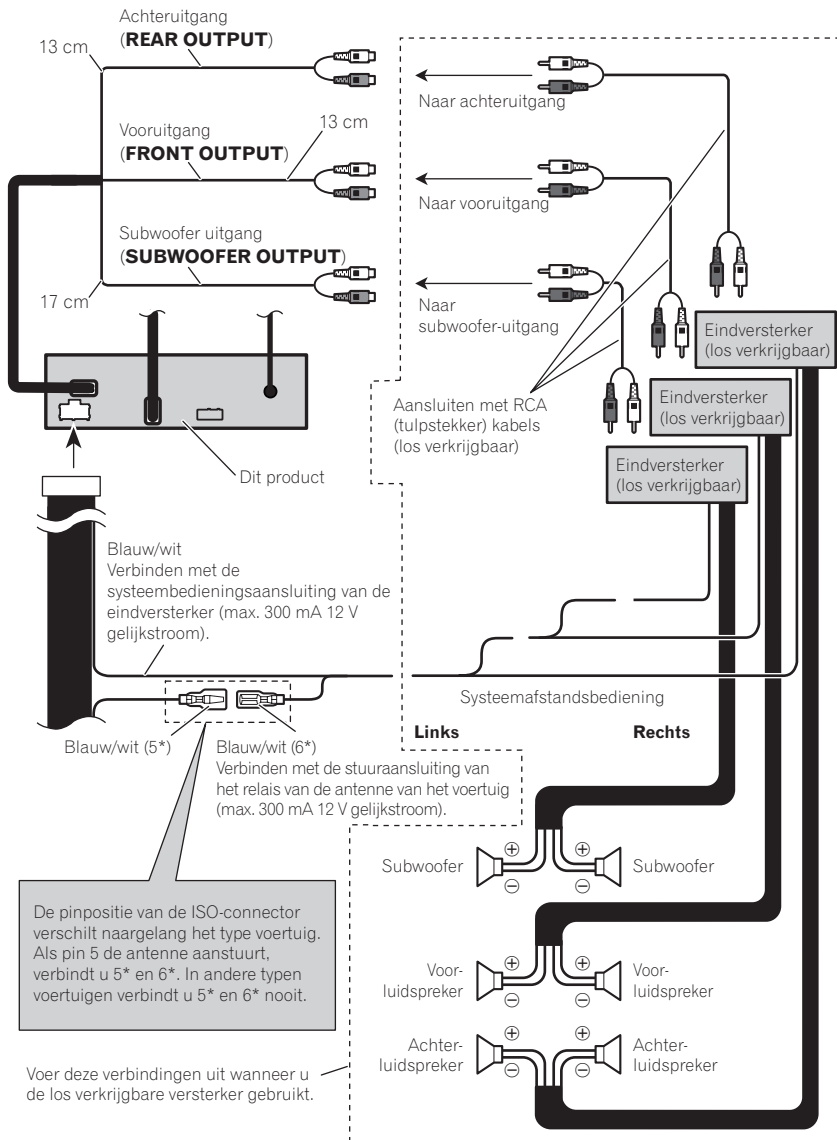 Achteruitgang
(REAR OUTPUT)
13 cm
Naar achteruitgang
Vooruitgang
(FRONT OUTPUT)
13 cm
Naar vooruitgang
Subwoofer uitgang
(SUBWOOFER OUTPUT)
17 cm
Naar
subwoofer-uitgang
Eindversterker
(los verkrijgbaar)
Eindversterker
(los verkrijgbaar)
Eindversterker
(los verkrijgbaar)
Aansluiten met RCA
(tulpstekker) kabels
(los verkrijgbaar)
Dit product
Blauw/wit
Verbinden met de
systeembedieningsaansluiting van de
eindversterker (max. 300 mA 12 V
gelijkstroom).
Systeemafstandsbediening
Blauw/wit (5*)
Blauw/wit (6*)
Verbinden met de stuuraansluiting van
het relais van de antenne van het voertuig
(max. 300 mA 12 V gelijkstroom).
Links
Rechts
De pinpositie van de ISO-connector
verschilt naargelang het type voertuig.
Als pin 5 de antenne aanstuurt,
verbindt u 5* en 6*. In andere typen
voertuigen verbindt u 5* en 6* nooit.
Subwoofer
⊕
⊕
⊖
⊖
Subwoofer
Voor-
luidspreker
⊕
⊕
⊖
⊖
Voor-
luidspreker
Achter-
luidspreker
⊕
⊕
⊖
⊖
Achter-
luidspreker
Voer deze verbindingen uit wanneer u
de los verkrijgbare versterker gebruikt.